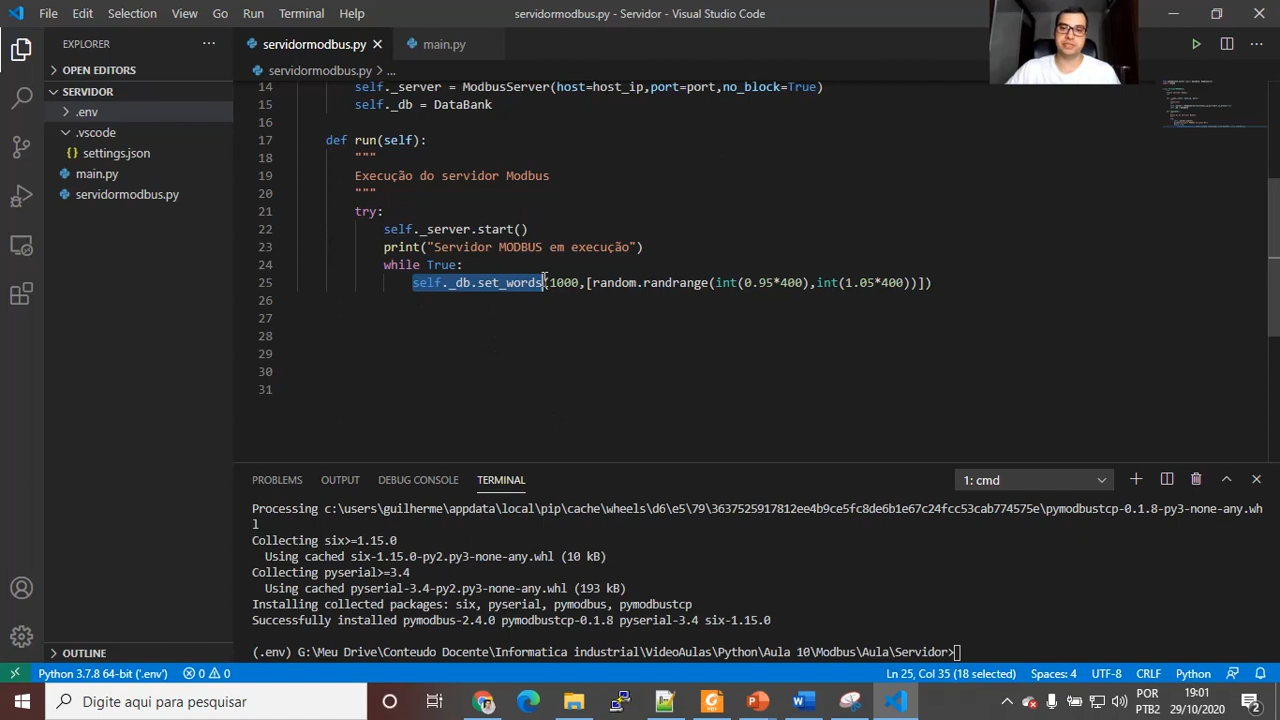 File Edit Selection View Go Run Terminal Help
servidormodbus.py - Servidor - Visual Studio Code
EXPLORER
servidormodbus.py
main.py
OPEN EDITORS
servidormodbus.py > ...
SERVIDOR
.env
.vscode
settings.json
main.py
servidormodbus.py
14 self._server = ModbusServer(host=host_ip,port=port,no_block=True)
15 self._db = DataBank
16
17 def run(self):
18 """
19 Execução do servidor Modbus
20 """
21 try:
22 self._server.start()
23 print("Servidor MODBUS em execução")
24 while True:
25 self._db.set_words(1000,[random.randrange(int(0.95*400),int(1.05*400))])
26
27
28
29
30
31
PROBLEMS OUTPUT DEBUG CONSOLE TERMINAL
1: cmd
Processing c:\users\guilherme\appdata\local\pip\cache\wheels\d6\e5\79\3637525917812ee4b9ce5fc8de6b1e67c24fcc53cab774575e\pymodbustcp-0.1.8-py3-none-any.wh
l
Collecting six>=1.15.0
Using cached six-1.15.0-py2.py3-none-any.whl (10 kB)
Collecting pyserial>=3.4
Using cached pyserial-3.4-py2.py3-none-any.whl (193 kB)
Installing collected packages: six, pyserial, pymodbus, pymodbustcp
Successfully installed pymodbus-2.4.0 pymodbustcp-0.1.8 pyserial-3.4 six-1.15.0
(.env) G:\Meu Drive\Conteudo Docente\Informatica industrial\VideoAulas\Python\Aula 10\Modbus\Aula\Servidor>
OUTLINE
Python 3.7.8 64-bit ('.env') 0 0
Ln 25, Col 35 (18 selected) Spaces: 4 UTF-8 CRLF Python
Digite aqui para pesquisar
POR
PTB2
19:01
29/10/2020
2